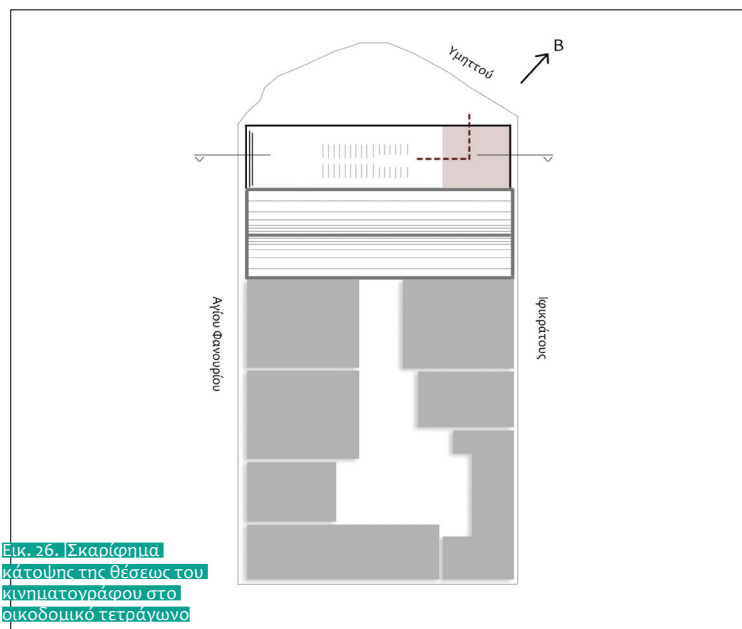 Υμηττού
Β
Αγίου Φανουρίου
Ιφικράτους
Εικ. 26. Σκαρίφημα
κάτοψης της θέσεως του
κινηματογράφου στο
οικοδομικό τετράγωνο